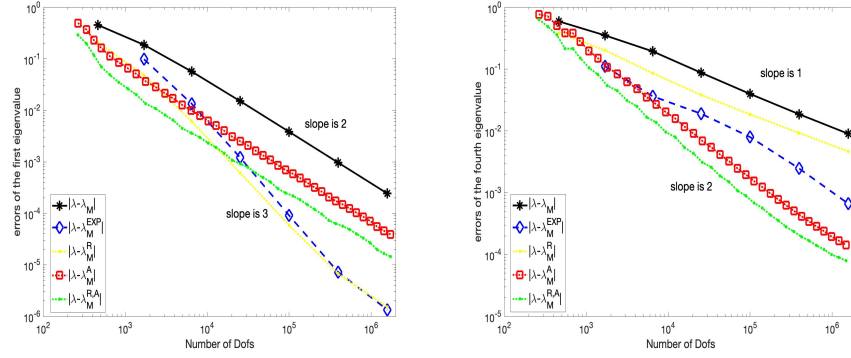 errors of the first eigenvalue
10^0
10^-1
10^-2
10^-3
10^-4
10^-5
10^-6
slope is 2
slope is 3
|λ-λ_M|
|λ-λ_M^EXP|
|λ-λ_M^R|
|λ-λ_M^A|
|λ-λ_M^R,A|
10^2 10^3 10^4 10^5 10^6
Number of Dofs
errors of the fourth eigenvalue
10^0
10^-1
10^-2
10^-3
10^-4
10^-5
slope is 1
slope is 2
|λ-λ_M|
|λ-λ_M^EXP|
|λ-λ_M^R|
|λ-λ_M^A|
|λ-λ_M^R,A|
10^2 10^3 10^4 10^5 10^6
Number of Dofs